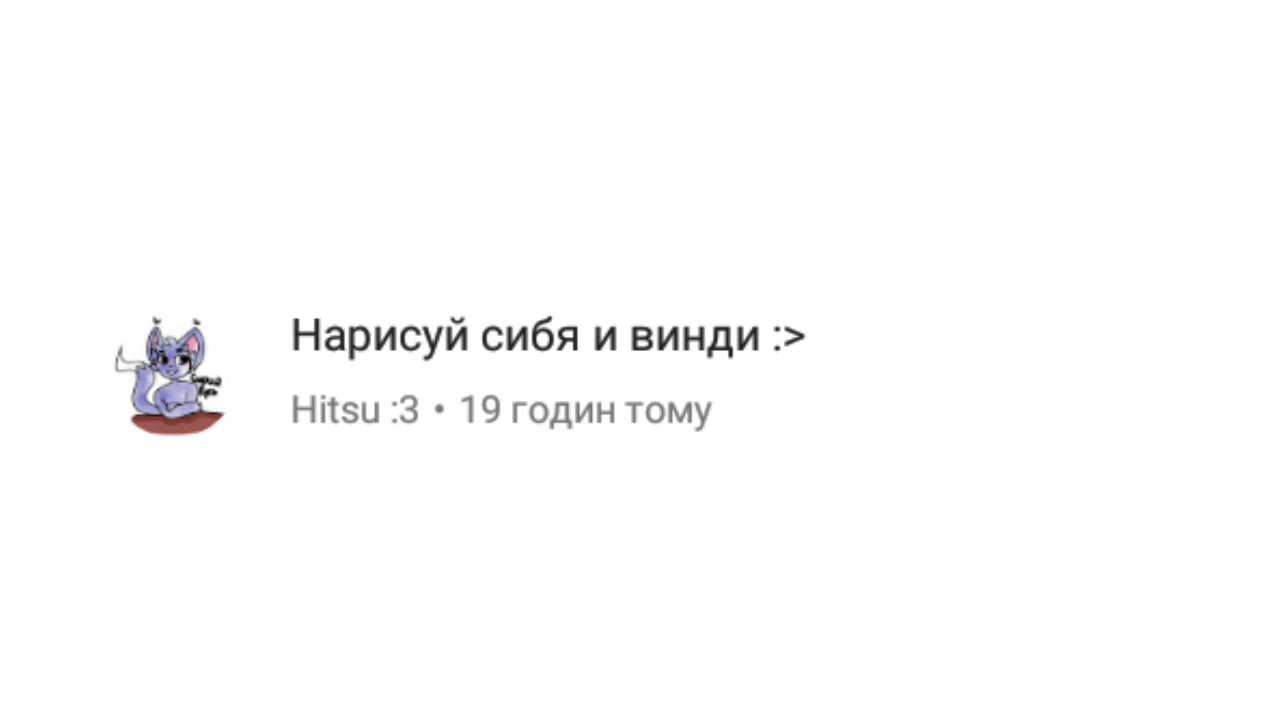 Нарисуй сибя и винди :>
Hitsu :3 • 19 годин тому